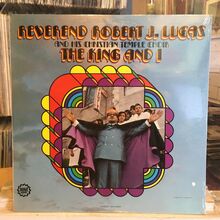 REVEREND ROBERT J. LUCAS
AND HIS CHRISTIAN TEMPLE CHOIR
THE KING AND I